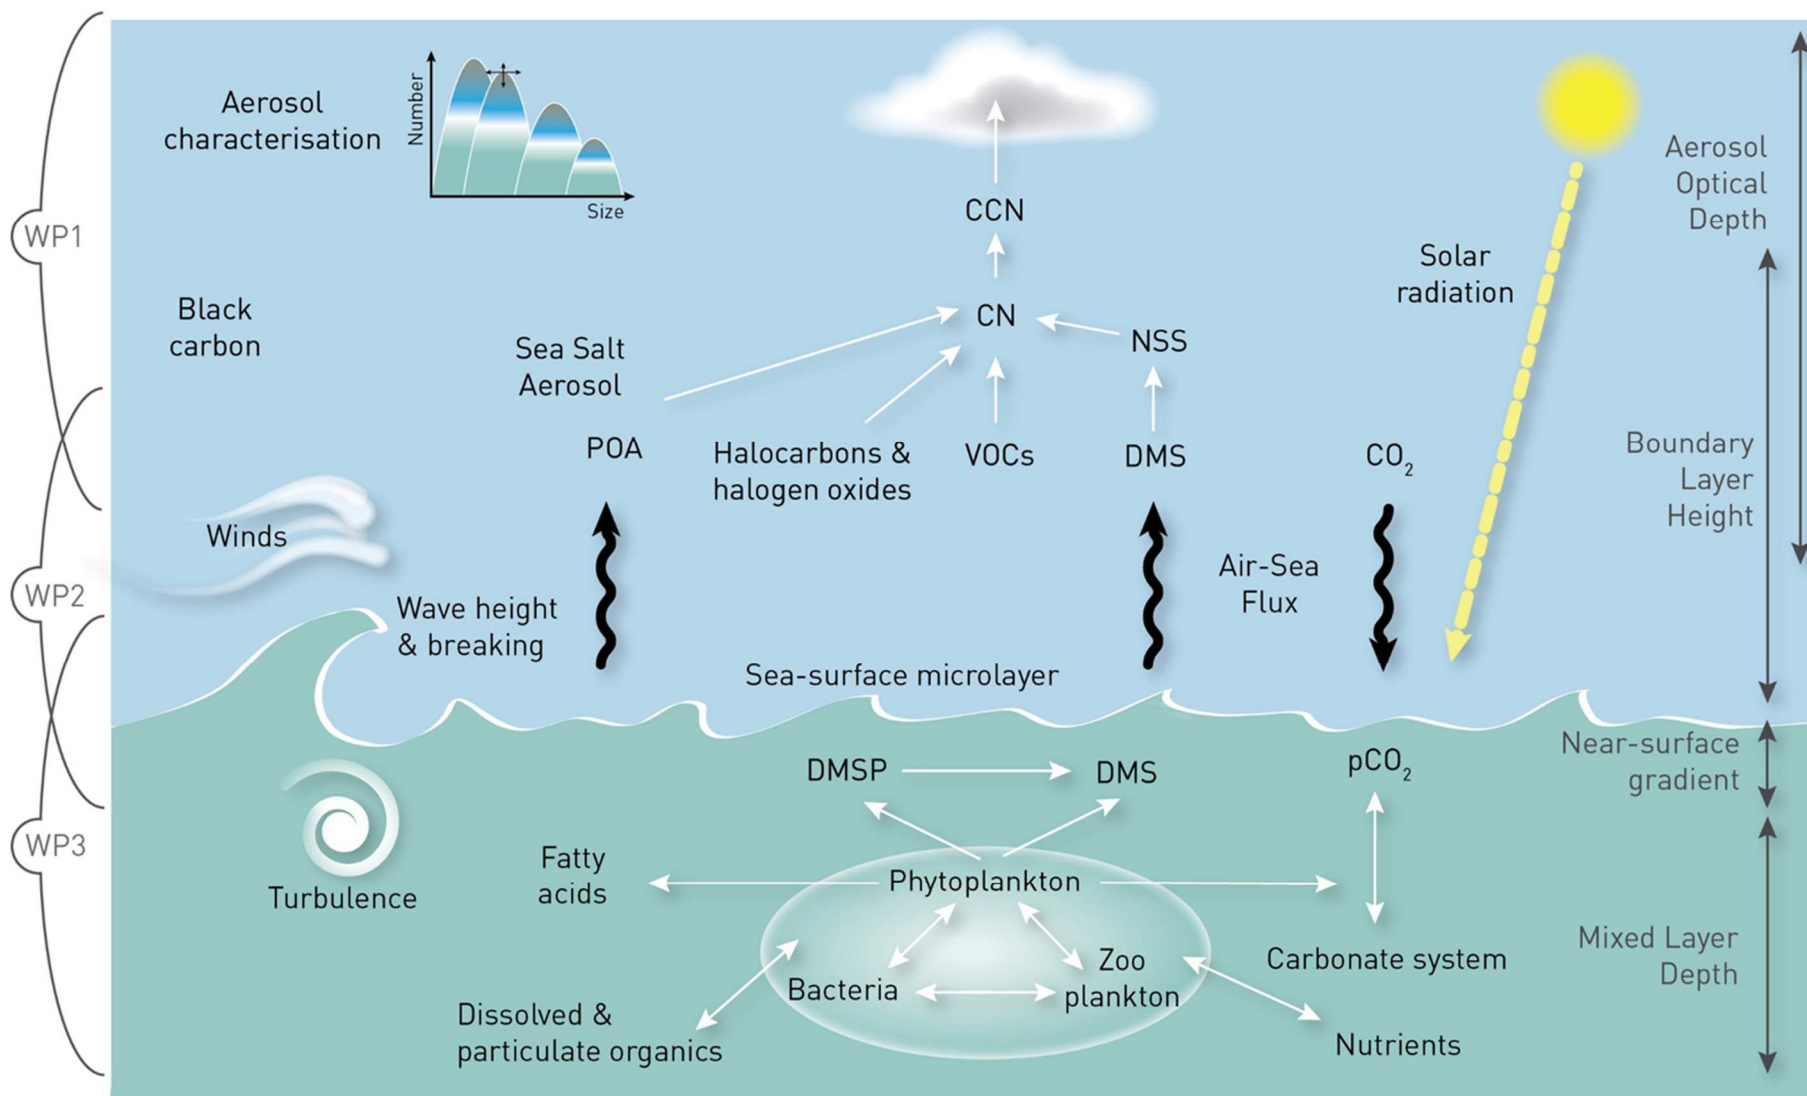 Aerosol
characterisation
Number
Size
CCN
Aerosol
Optical
Depth
WP1
Solar
radiation
Black
carbon
CN
NSS
Sea Salt
Aerosol
POA
Halocarbons &
halogen oxides
VOCs
DMS
CO₂
Boundary
Layer
Height
Winds
Air-Sea
Flux
WP2
Wave height
& breaking
Sea-surface microlayer
Near-surface
gradient
DMSP
DMS
pCO₂
WP3
Turbulence
Fatty
acids
Phytoplankton
Bacteria
Zoo
plankton
Carbonate system
Mixed Layer
Depth
Dissolved &
particulate organics
Nutrients